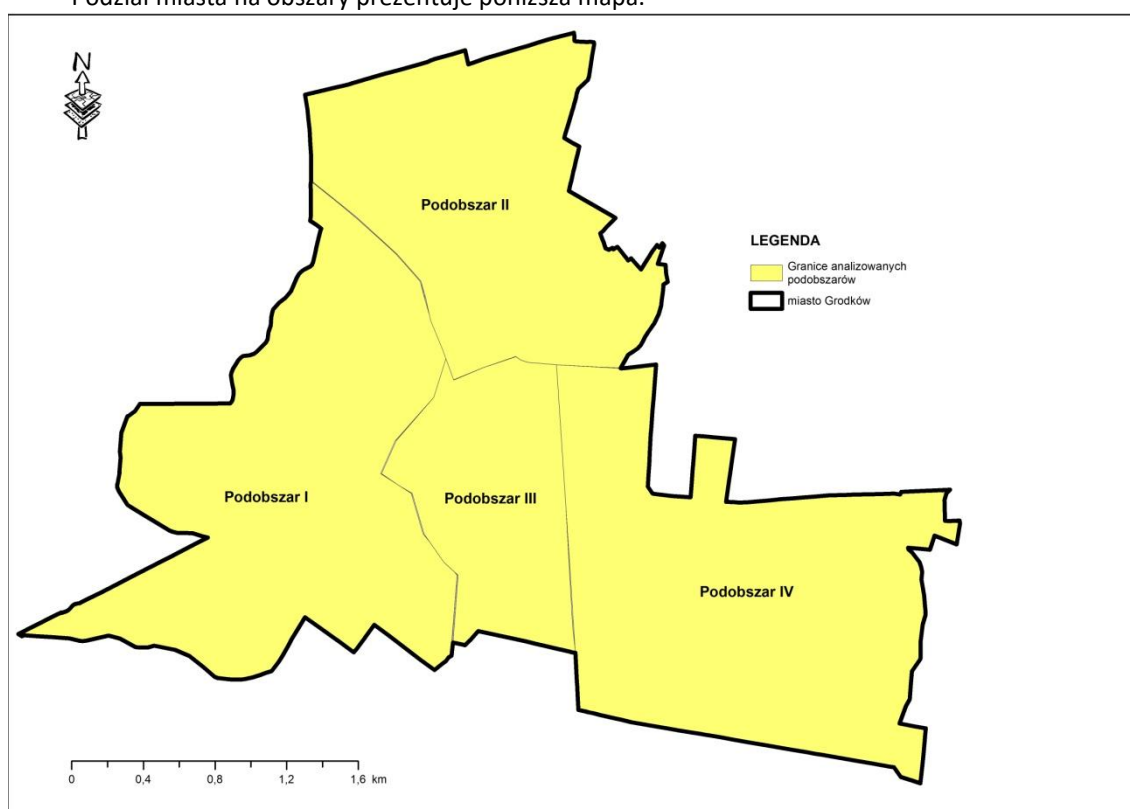 Podział miasta na obszary prezentuje poniższa mapa.
N
Podobszar II
LEGENDA
Granice analizowanych
podobszarów
miasto Grodków
Podobszar I
Podobszar III
Podobszar IV
0 0,4 0,8 1,2 1,6 km